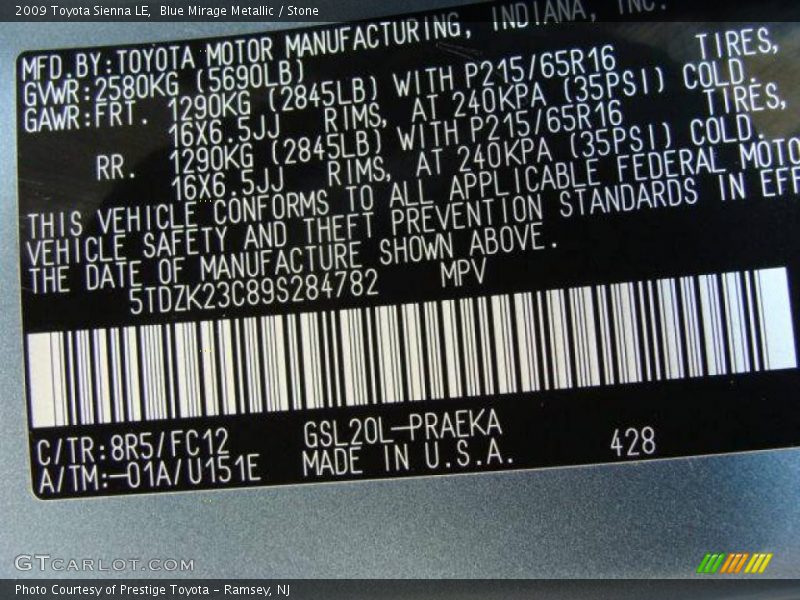 2009 Toyota Sienna LE,  Blue Mirage Metallic / Stone
MFD.BY:TOYOTA MOTOR MANUFACTURING, INDIANA, INC.
GVWR:2580KG (5690LB)
GAWR:FRT. 1290KG (2845LB) WITH P215/65R16 TIRES,
16X6.5JJ RIMS, AT 240KPA (35PSI) COLD.
RR. 1290KG (2845LB) WITH P215/65R16 TIRES,
16X6.5JJ RIMS, AT 240KPA (35PSI) COLD.
THIS VEHICLE CONFORMS TO ALL APPLICABLE FEDERAL MOTO
VEHICLE SAFETY AND THEFT PREVENTION STANDARDS IN EFF
THE DATE OF MANUFACTURE SHOWN ABOVE.
5TDZK23C89S284782 MPV
C/TR:8R5/FC12 GSL20L-PRAEKA 428
A/TM:-01A/U151E MADE IN U.S.A.
GTCARLOT.COM
Photo Courtesy of Prestige Toyota - Ramsey, NJ